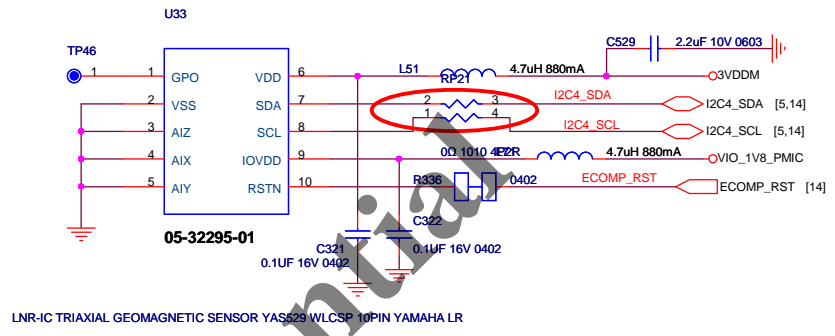 U33
TP46
C529
2.2uF 10V 0603
1
1
GPO
VDD
6
L51
RP21
4.7uH 880mA
3VDDM
2
VSS
SDA
7
2
3
I2C4_SDA
I2C4_SDA
[5,14]
3
AIZ
SCL
8
1
4
I2C4_SCL
I2C4_SCL
[5,14]
4
AIX
IOVDD
9
0Ω 1010 4P2R
4.7uH 880mA
VIO_1V8_PMIC
5
AIY
RSTN
10
R336
0402
ECOMP_RST
ECOMP_RST
[14]
05-32295-01
C321
0.1UF 16V 0402
C322
0.1UF 16V 0402
LNR-IC TRIAXIAL GEOMAGNETIC SENSOR YAS529 WLCSP 10PIN YAMAHA LR
ntial